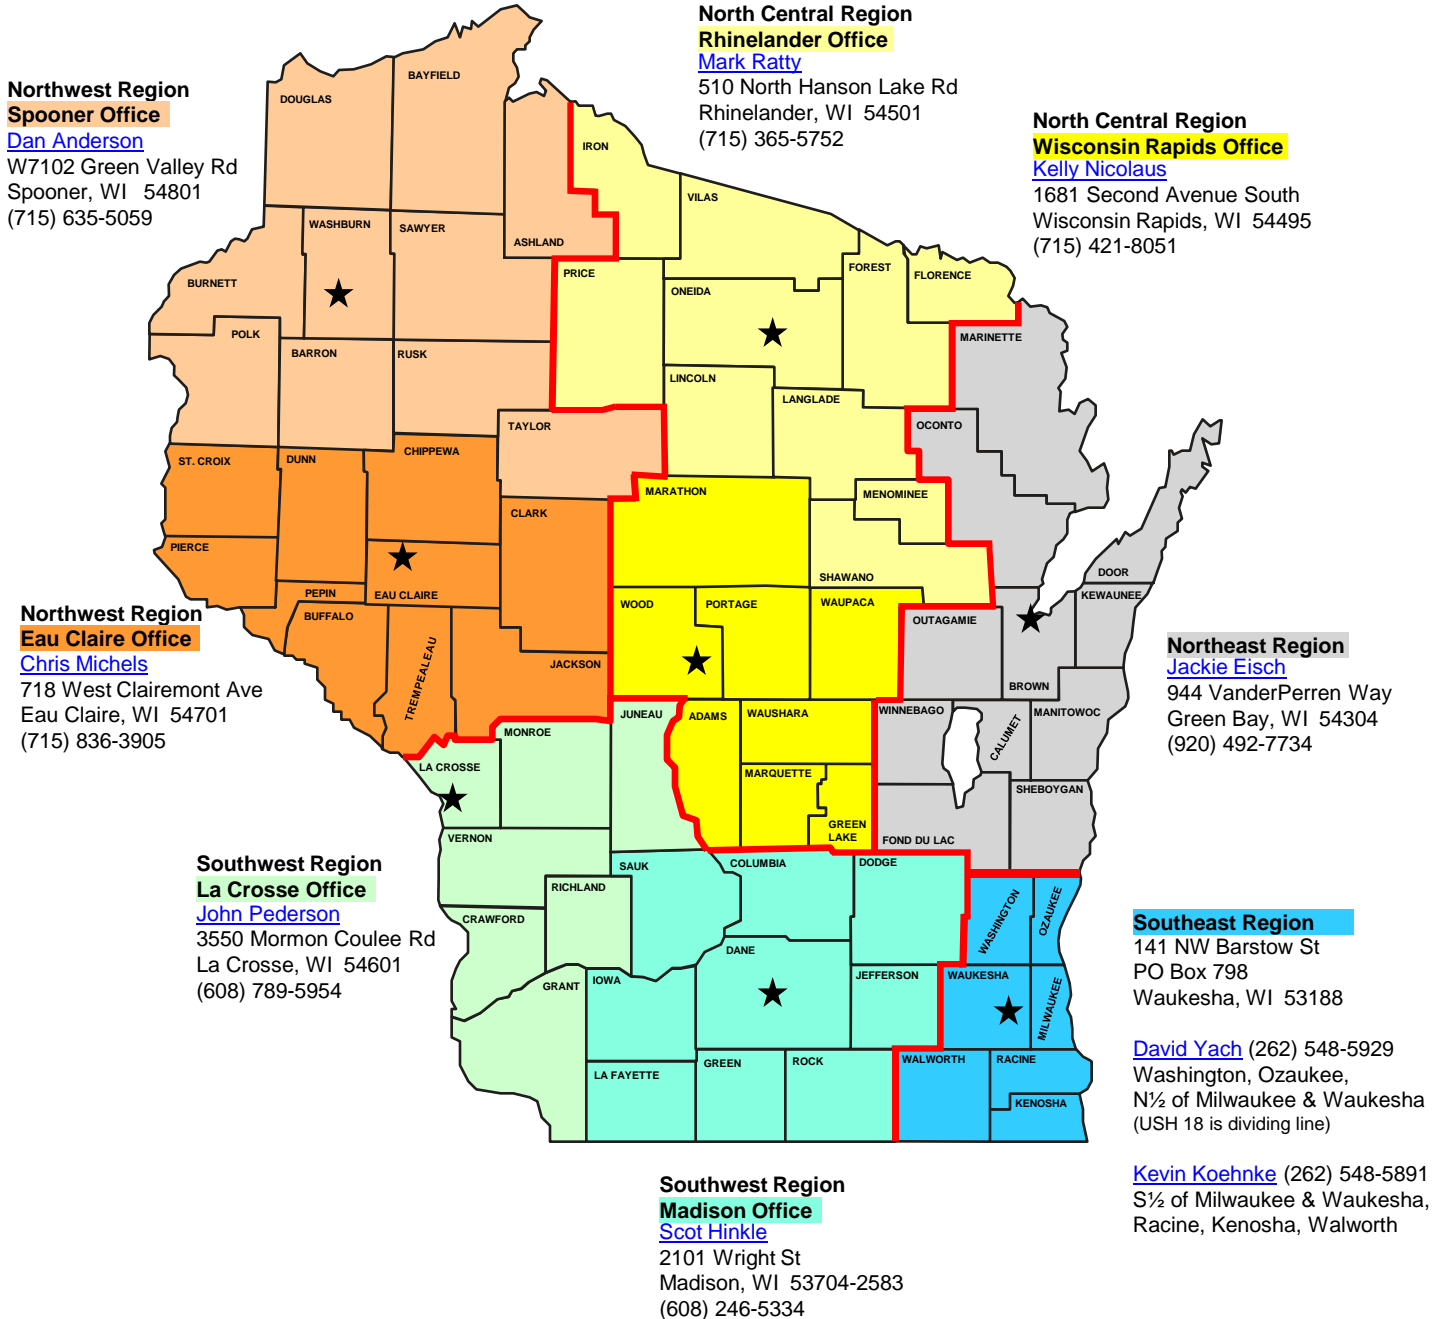 North Central Region
Rhinelander Office
Mark Ratty
510 North Hanson Lake Rd
Rhinelander, WI 54501
(715) 365-5752
Northwest Region
Spooner Office
Dan Anderson
W7102 Green Valley Rd
Spooner, WI 54801
(715) 635-5059
North Central Region
Wisconsin Rapids Office
Kelly Nicolaus
1681 Second Avenue South
Wisconsin Rapids, WI 54495
(715) 421-8051
BAYFIELD
DOUGLAS
IRON
VILAS
WASHBURN
SAWYER
ASHLAND
PRICE
FOREST
FLORENCE
BURNETT
ONEIDA
POLK
BARRON
RUSK
MARINETTE
LINCOLN
LANGLADE
TAYLOR
OCONTO
ST. CROIX
DUNN
CHIPPEWA
MARATHON
MENOMINEE
CLARK
PIERCE
SHAWANO
DOOR
PEPIN
EAU CLAIRE
KEWAUNEE
BUFFALO
WOOD
PORTAGE
WAUPACA
OUTAGAMIE
TREMPEALEAU
JACKSON
BROWN
JUNEAU
ADAMS
WAUSHARA
WINNEBAGO
CALUMET
MANITOWOC
MONROE
LA CROSSE
MARQUETTE
SHEBOYGAN
GREEN
LAKE
VERNON
FOND DU LAC
SAUK
COLUMBIA
DODGE
RICHLAND
CRAWFORD
WASHINGTON
OZAUKEE
DANE
GRANT
IOWA
JEFFERSON
WAUKESHA
MILWAUKEE
LA FAYETTE
GREEN
ROCK
WALWORTH
RACINE
KENOSHA
Northwest Region
Eau Claire Office
Chris Michels
718 West Clairemont Ave
Eau Claire, WI 54701
(715) 836-3905
Northeast Region
Jackie Eisch
944 VanderPerren Way
Green Bay, WI 54304
(920) 492-7734
Southwest Region
La Crosse Office
John Pederson
3550 Mormon Coulee Rd
La Crosse, WI 54601
(608) 789-5954
Southeast Region
141 NW Barstow St
PO Box 798
Waukesha, WI 53188
David Yach (262) 548-5929
Washington, Ozaukee,
N½ of Milwaukee & Waukesha
(USH 18 is dividing line)
Kevin Koehnke (262) 548-5891
S½ of Milwaukee & Waukesha,
Racine, Kenosha, Walworth
Southwest Region
Madison Office
Scot Hinkle
2101 Wright St
Madison, WI 53704-2583
(608) 246-5334